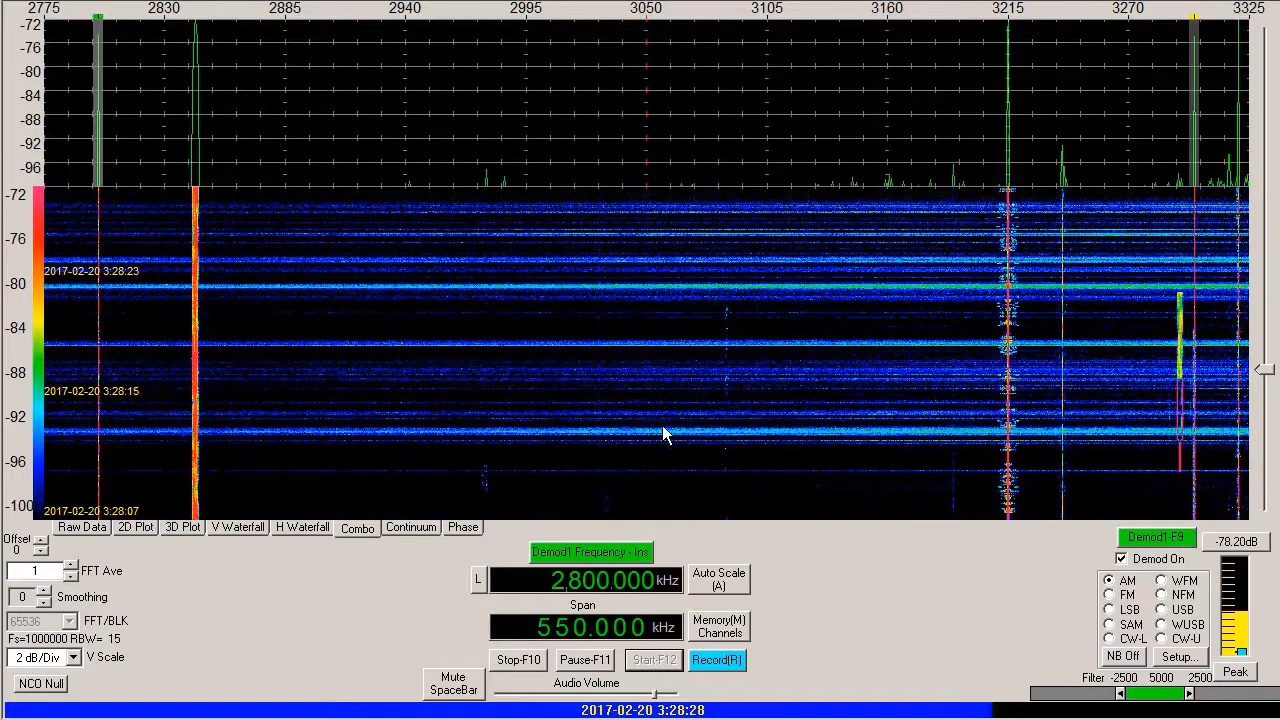 2775 2830 2885 2940 2995 3050 3105 3160 3215 3270 3325
-72
-76
-80
-84
-88
-92
-96
-72
-76
-80
-84
-88
-92
-96
-100
2017-02-20 3:28:23
2017-02-20 3:28:15
2017-02-20 3:28:07
Raw Data 2D Plot 3D Plot V Waterfall H Waterfall Combo Continuum Phase
Offset
0
1 FFT Ave
0 Smoothing
65536 FFT/BLK
Fs=1000000 RBW= 15
2 dB/Div V Scale
NCO Null
Demod1 Frequency - Ins
L 2,800.000 kHz Auto Scale
(A)
Span
550.000 kHz Memory(M)
Channels
Stop-F10 Pause-F11 Start-F12 Record(R)
Mute
SpaceBar
Audio Volume
Demod1 F9 -78.20dB
Demod On
AM WFM
FM NFM
LSB USB
SAM WUSB
CW-L CW-U
NB Off Setup...
Peak
Filter -2500 5000 2500
2017-02-20 3:28:28